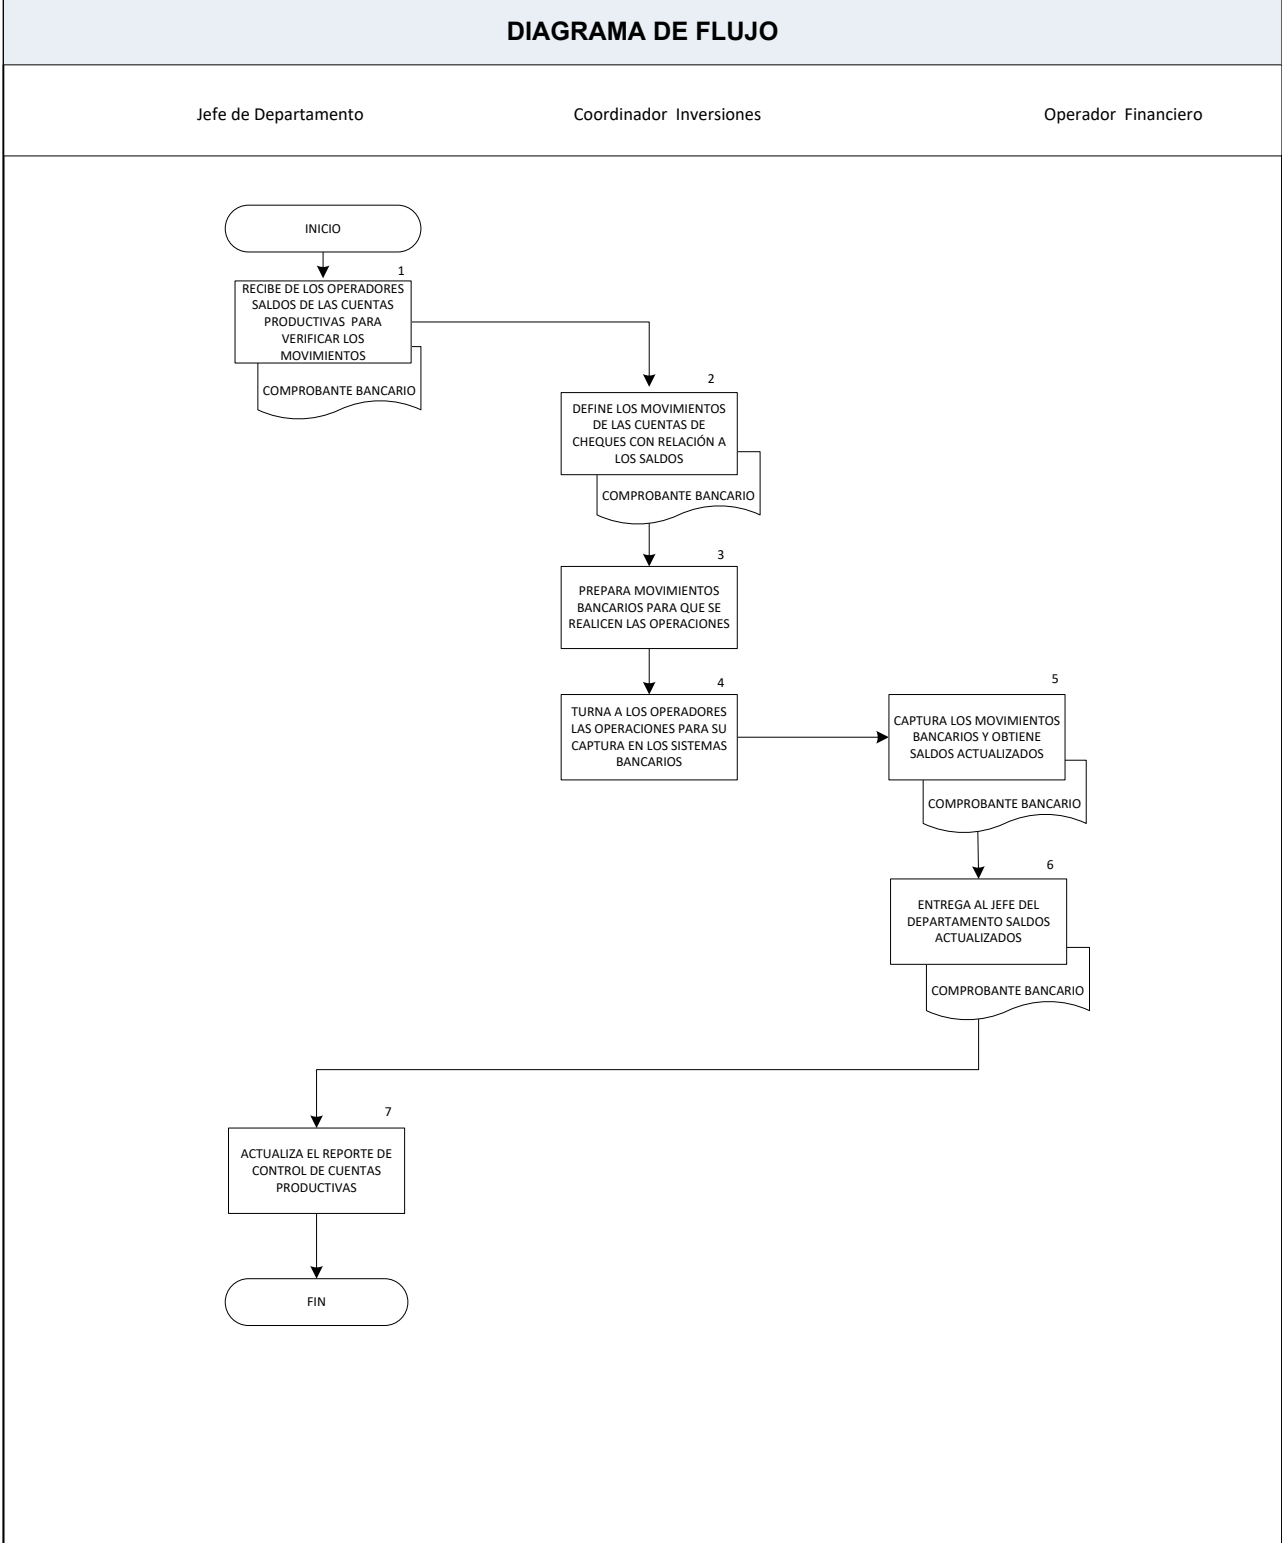 DIAGRAMA DE FLUJO
Jefe de Departamento
Coordinador Inversiones
Operador Financiero
INICIO
1
RECIBE DE LOS OPERADORES
SALDOS DE LAS CUENTAS
PRODUCTIVAS PARA
VERIFICAR LOS
MOVIMIENTOS
COMPROBANTE BANCARIO
2
DEFINE LOS MOVIMIENTOS
DE LAS CUENTAS DE
CHEQUES CON RELACIÓN A
LOS SALDOS
COMPROBANTE BANCARIO
3
PREPARA MOVIMIENTOS
BANCARIOS PARA QUE SE
REALICEN LAS OPERACIONES
4
TURNA A LOS OPERADORES
LAS OPERACIONES PARA SU
CAPTURA EN LOS SISTEMAS
BANCARIOS
5
CAPTURA LOS MOVIMIENTOS
BANCARIOS Y OBTIENE
SALDOS ACTUALIZADOS
COMPROBANTE BANCARIO
6
ENTREGA AL JEFE DEL
DEPARTAMENTO SALDOS
ACTUALIZADOS
COMPROBANTE BANCARIO
7
ACTUALIZA EL REPORTE DE
CONTROL DE CUENTAS
PRODUCTIVAS
FIN